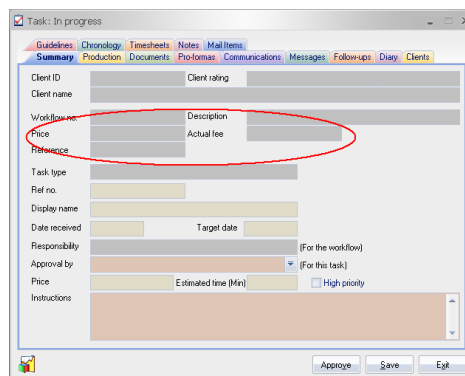 Task: In progress
Guidelines Chronology Timesheets Notes Mail Items
Summary Production Documents Pro-formas Communications Messages Follow-ups Diary Clients
Client ID Client rating
Client name
Workflow no. Description
Price Actual fee
Reference
Task type
Ref no.
Display name
Date received Target date
Responsibility (For the workflow)
Approval by (For this task)
Price Estimated time (Min) High priority
Instructions
Approve Save Exit